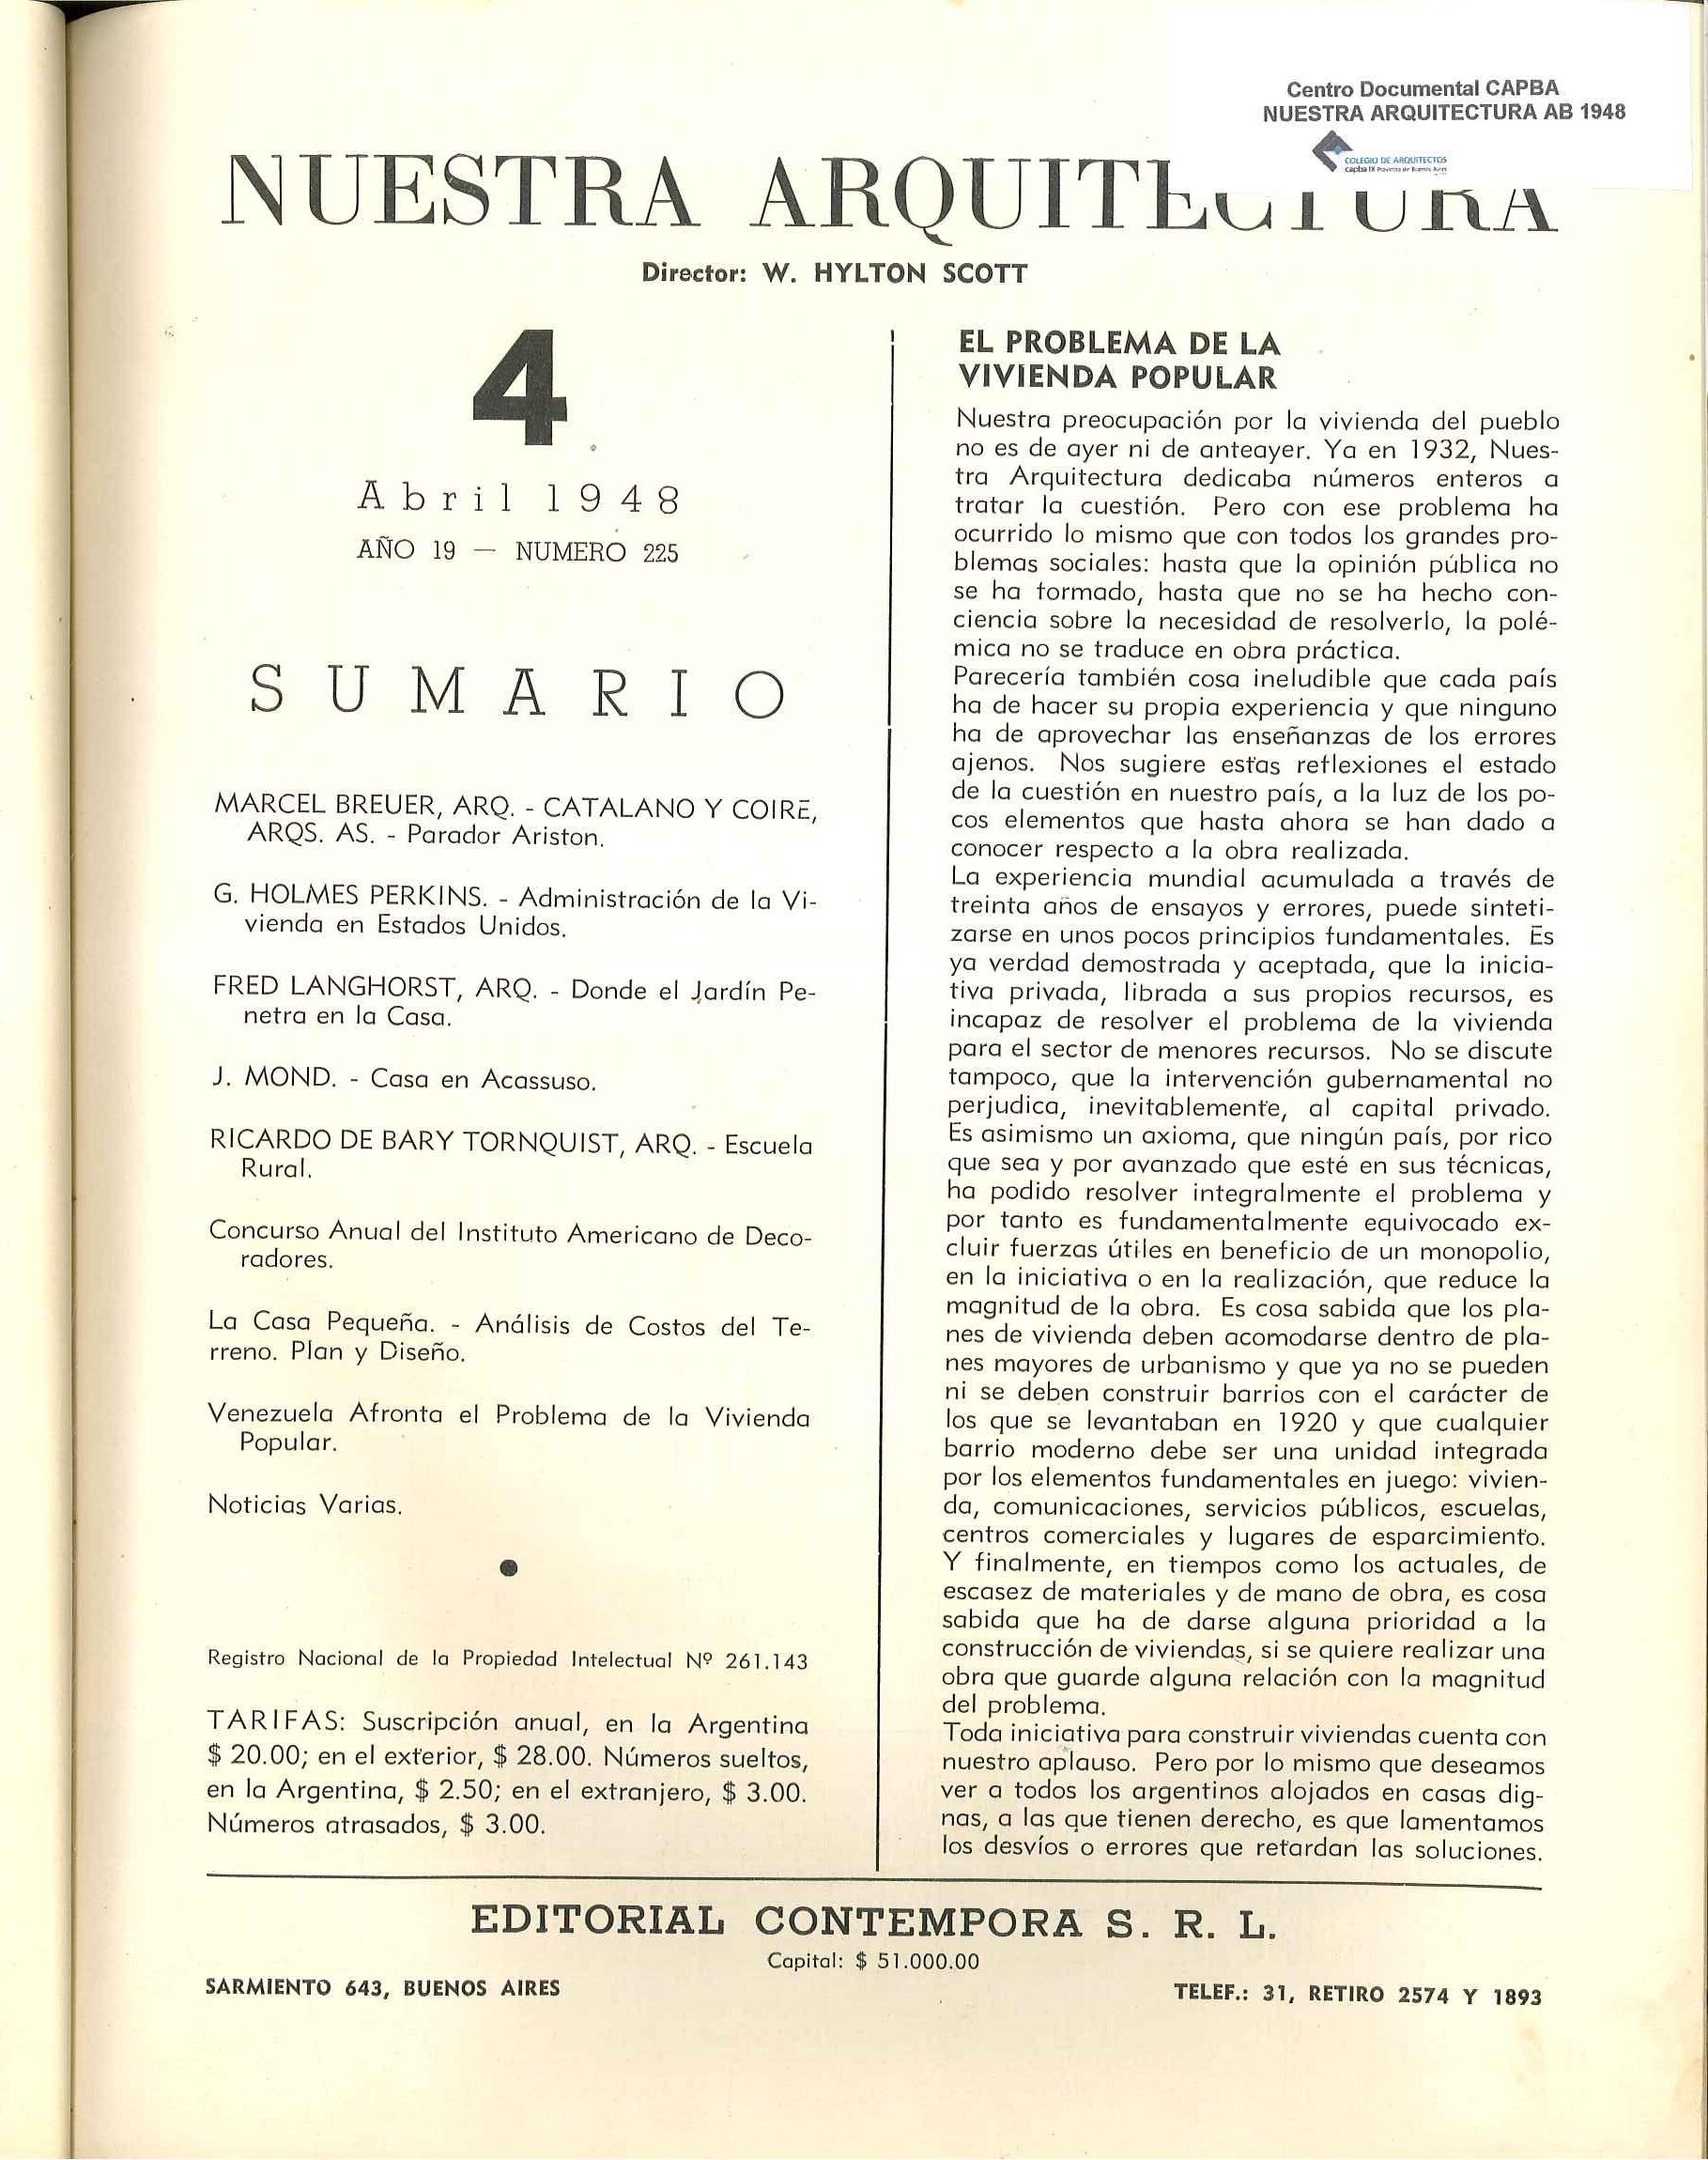 Centro Documental CAPBA
NUESTRA ARQUITECTURA AB 1948
COLEGIO DE ARQUITECTOS
capba IX Provincia de Buenos Aires
NUESTRA ARQUITECTURA
Director: W. HYLTON SCOTT
4
Abril 1948
AÑO 19 — NUMERO 225
SUMARIO
MARCEL BREUER, ARQ. - CATALANO Y COIRE,
ARQS. AS. - Parador Ariston.
G. HOLMES PERKINS. - Administración de la Vi-
vienda en Estados Unidos.
FRED LANGHORST, ARQ. - Donde el Jardín Pe-
netra en la Casa.
J. MOND. - Casa en Acassuso.
RICARDO DE BARY TORNQUIST, ARQ. - Escuela
Rural.
Concurso Anual del Instituto Americano de Deco-
radores.
La Casa Pequeña. - Análisis de Costos del Te-
rreno. Plan y Diseño.
Venezuela Afronta el Problema de la Vivienda
Popular.
Noticias Varias.
Registro Nacional de la Propiedad Intelectual Nº 261.143
TARIFAS: Suscripción anual, en la Argentina
$ 20.00; en el exterior, $ 28.00. Números sueltos,
en la Argentina, $ 2.50; en el extranjero, $ 3.00.
Números atrasados, $ 3.00.
EL PROBLEMA DE LA
VIVIENDA POPULAR
Nuestra preocupación por la vivienda del pueblo
no es de ayer ni de anteayer. Ya en 1932, Nues-
tra Arquitectura dedicaba números enteros a
tratar la cuestión. Pero con ese problema ha
ocurrido lo mismo que con todos los grandes pro-
blemas sociales: hasta que la opinión pública no
se ha formado, hasta que no se ha hecho con-
ciencia sobre la necesidad de resolverlo, la polé-
mica no se traduce en obra práctica.
Parecería también cosa ineludible que cada país
ha de hacer su propia experiencia y que ninguno
ha de aprovechar las enseñanzas de los errores
ajenos. Nos sugiere estas reflexiones el estado
de la cuestión en nuestro país, a la luz de los po-
cos elementos que hasta ahora se han dado a
conocer respecto a la obra realizada.
La experiencia mundial acumulada a través de
treinta años de ensayos y errores, puede sinteti-
zarse en unos pocos principios fundamentales. Es
ya verdad demostrada y aceptada, que la inicia-
tiva privada, librada a sus propios recursos, es
incapaz de resolver el problema de la vivienda
para el sector de menores recursos. No se discute
tampoco, que la intervención gubernamental no
perjudica, inevitablemente, al capital privado.
Es asimismo un axioma, que ningún país, por rico
que sea y por avanzado que esté en sus técnicas,
ha podido resolver integralmente el problema y
por tanto es fundamentalmente equivocado ex-
cluir fuerzas útiles en beneficio de un monopolio,
en la iniciativa o en la realización, que reduce la
magnitud de la obra. Es cosa sabida que los pla-
nes de vivienda deben acomodarse dentro de pla-
nes mayores de urbanismo y que ya no se pueden
ni se deben construir barrios con el carácter de
los que se levantaban en 1920 y que cualquier
barrio moderno debe ser una unidad integrada
por los elementos fundamentales en juego: vivien-
da, comunicaciones, servicios públicos, escuelas,
centros comerciales y lugares de esparcimiento.
Y finalmente, en tiempos como los actuales, de
escasez de materiales y de mano de obra, es cosa
sabida que ha de darse alguna prioridad a la
construcción de viviendas, si se quiere realizar una
obra que guarde alguna relación con la magnitud
del problema.
Toda iniciativa para construir viviendas cuenta con
nuestro aplauso. Pero por lo mismo que deseamos
ver a todos los argentinos alojados en casas dig-
nas, a las que tienen derecho, es que lamentamos
los desvíos o errores que retardan las soluciones.
EDITORIAL CONTEMPORA S. R. L.
Capital: $ 51.000.00
SARMIENTO 643, BUENOS AIRES
TELEF.: 31, RETIRO 2574 Y 1893